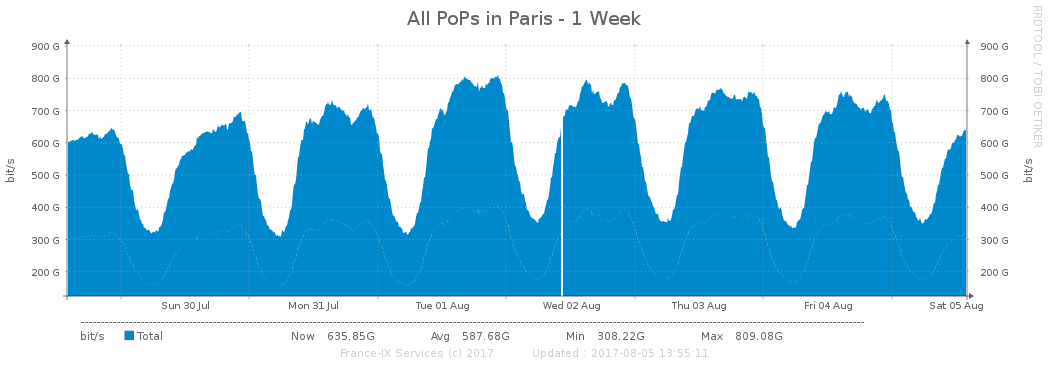 All PoPs in Paris - 1 Week
RRDTOOL / TOBI OETIKER
900 G 900 G
800 G 800 G
700 G 700 G
600 G 600 G
500 G 500 G
400 G 400 G
300 G 300 G
200 G 200 G
bit/s bit/s
Sun 30 Jul Mon 31 Jul Tue 01 Aug Wed 02 Aug Thu 03 Aug Fri 04 Aug Sat 05 Aug
bit/s Total Now 635.85G Avg 587.68G Min 308.22G Max 809.08G
France-IX Services (c) 2017 Updated : 2017-08-05 13:55:11